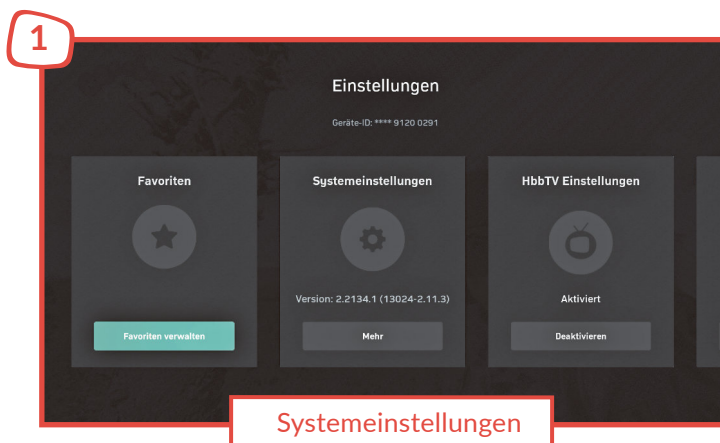 1
Einstellungen
Geräte-ID: **** 9120 0291
Favoriten
Systemeinstellungen
HbbTV Einstellungen
Version: 2.2134.1 (13024-2.11.3)
Aktiviert
Favoriten verwalten
Mehr
Deaktivieren
Systemeinstellungen